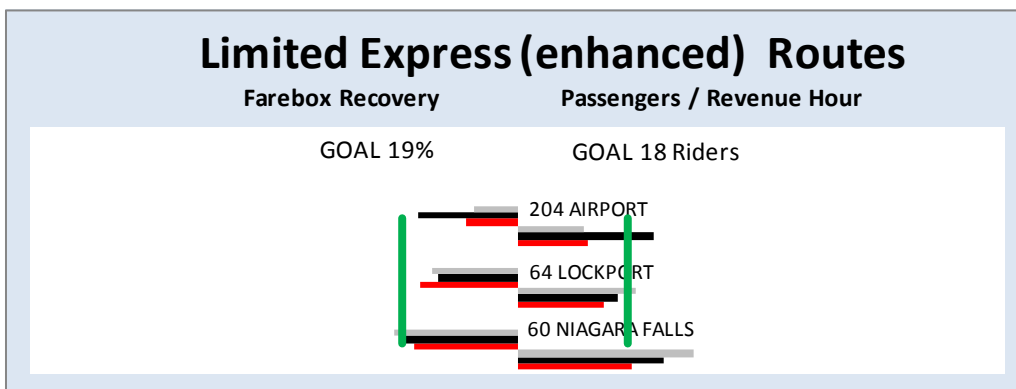 Limited Express (enhanced) Routes
Farebox Recovery Passengers / Revenue Hour
GOAL 19% GOAL 18 Riders
204 AIRPORT
64 LOCKPORT
60 NIAGARA FALLS